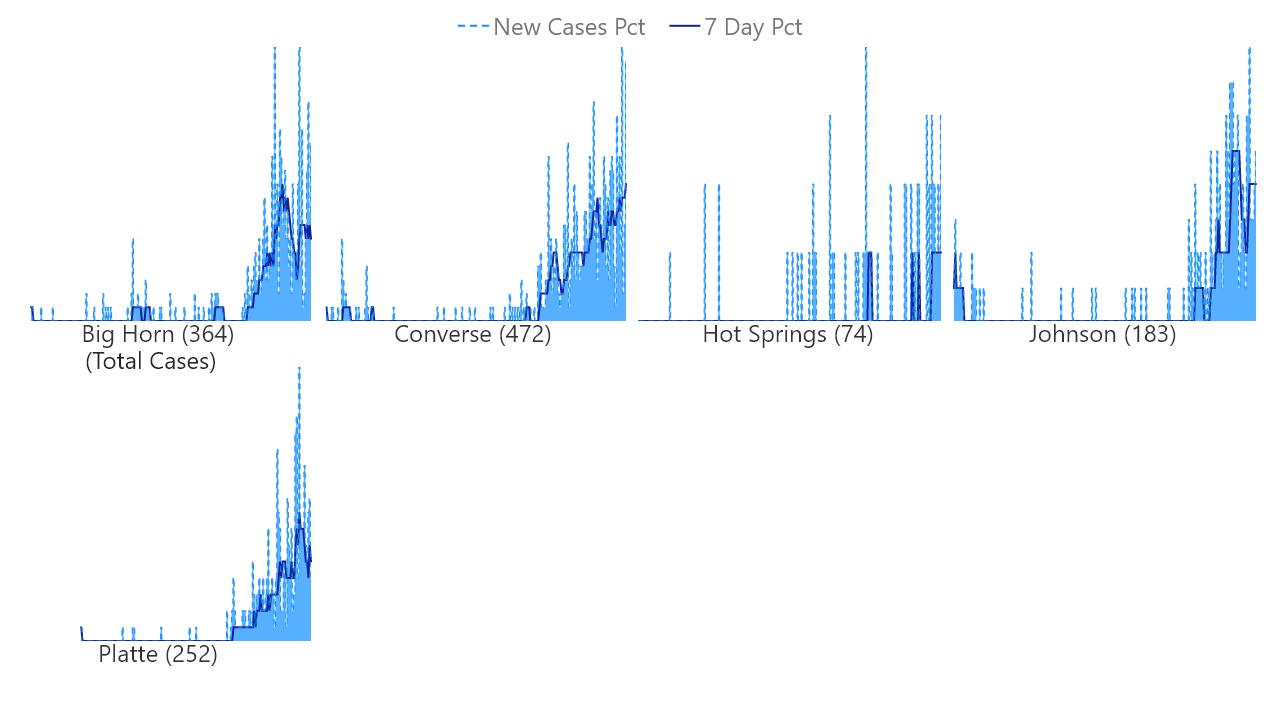 New Cases Pct 7 Day Pct
Big Horn (364) Converse (472) Hot Springs (74) Johnson (183)
(Total Cases)
Platte (252)